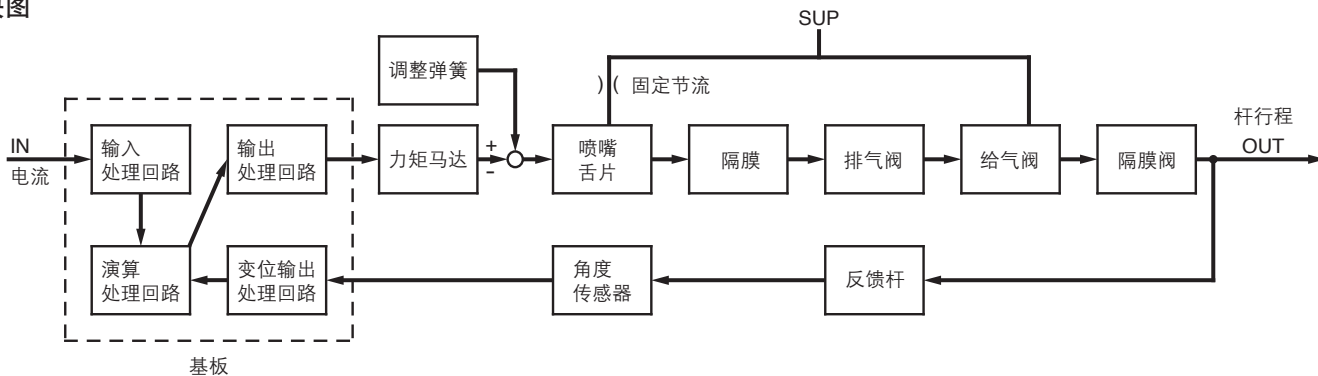 SUP
调整弹簧
)( 固定节流
杆行程
OUT
IN
电流
输入
处理回路
输出
处理回路
力矩马达
+
-
喷嘴
舌片
隔膜
排气阀
给气阀
隔膜阀
演算
处理回路
变位输出
处理回路
角度
传感器
反馈杆
基板